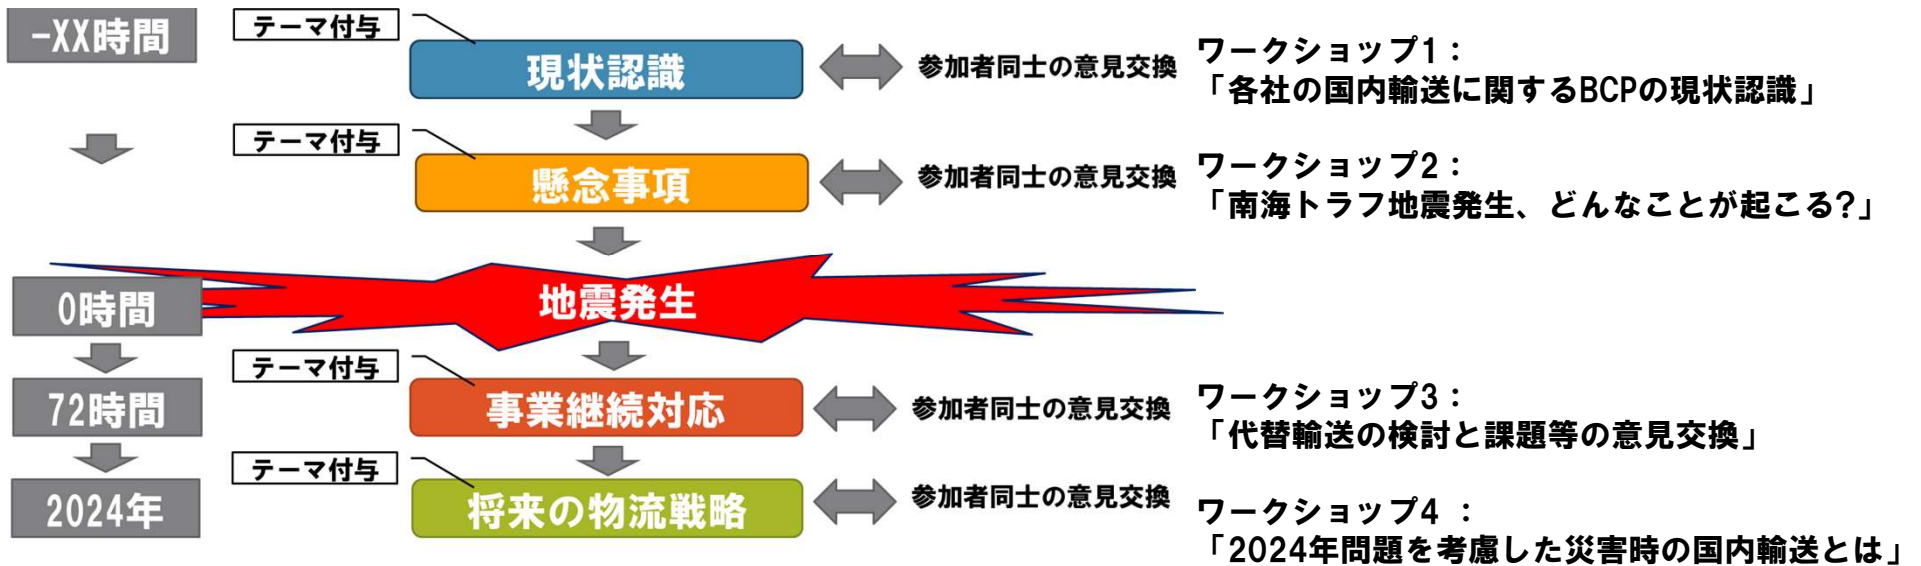 -XX時間
テーマ付与
現状認識
参加者同士の意見交換
ワークショップ1：
「各社の国内輸送に関するBCPの現状認識」
テーマ付与
懸念事項
参加者同士の意見交換
ワークショップ2：
「南海トラフ地震発生、どんなことが起こる?」
0時間
地震発生
72時間
テーマ付与
事業継続対応
参加者同士の意見交換
ワークショップ3：
「代替輸送の検討と課題等の意見交換」
2024年
テーマ付与
将来の物流戦略
参加者同士の意見交換
ワークショップ4 ：
「2024年問題を考慮した災害時の国内輸送とは」